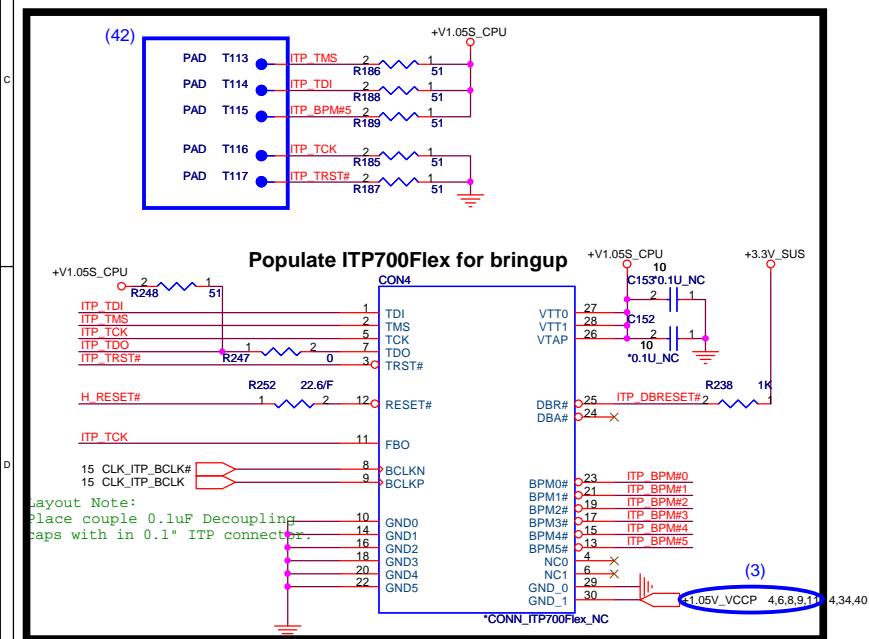 (42)
+V1.05S_CPU
PAD T113 ITP_TMS 2 1
R186 51
PAD T114 ITP_TDI 2 1
R188 51
PAD T115 ITP_BPM#5 2 1
R189 51
PAD T116 ITP_TCK 2 1
R185 51
PAD T117 ITP_TRST# 2 1
R187 51
C
Populate ITP700Flex for bringup
+V1.05S_CPU
+3.3V_SUS
+V1.05S_CPU
2 1
R248 51
CON4
10
C153 *0.1U_NC
2 1
C152
2 1
10
*0.1U_NC
ITP_TDI 1 TDI
ITP_TMS 2 TMS
ITP_TCK 5 TCK
ITP_TDO 7 TDO
R247 1 2 0
ITP_TRST# 3 TRST#
VTT0 27
VTT1 28
VTAP 26
R252 22.6/F
H_RESET# 1 2 12 RESET#
R238 1K
DBR# 25 ITP_DBRESET# 2 1
DBA# 24
ITP_TCK 11 FBO
15 CLK_ITP_BCLK# 8 BCLKN
15 CLK_ITP_BCLK 9 BCLKP
D
BPM0# 23 ITP_BPM#0
BPM1# 21 ITP_BPM#1
BPM2# 19 ITP_BPM#2
BPM3# 17 ITP_BPM#3
BPM4# 15 ITP_BPM#4
BPM5# 13 ITP_BPM#5
NC0 4
NC1 6
GND_0 29
GND_1 30
Layout Note:
Place couple 0.1uF Decoupling
caps with in 0.1" ITP connector.
10 GND0
14 GND1
16 GND2
18 GND3
20 GND4
22 GND5
(3)
+1.05V_VCCP 4,6,8,9,11 4,34,40
*CONN_ITP700Flex_NC